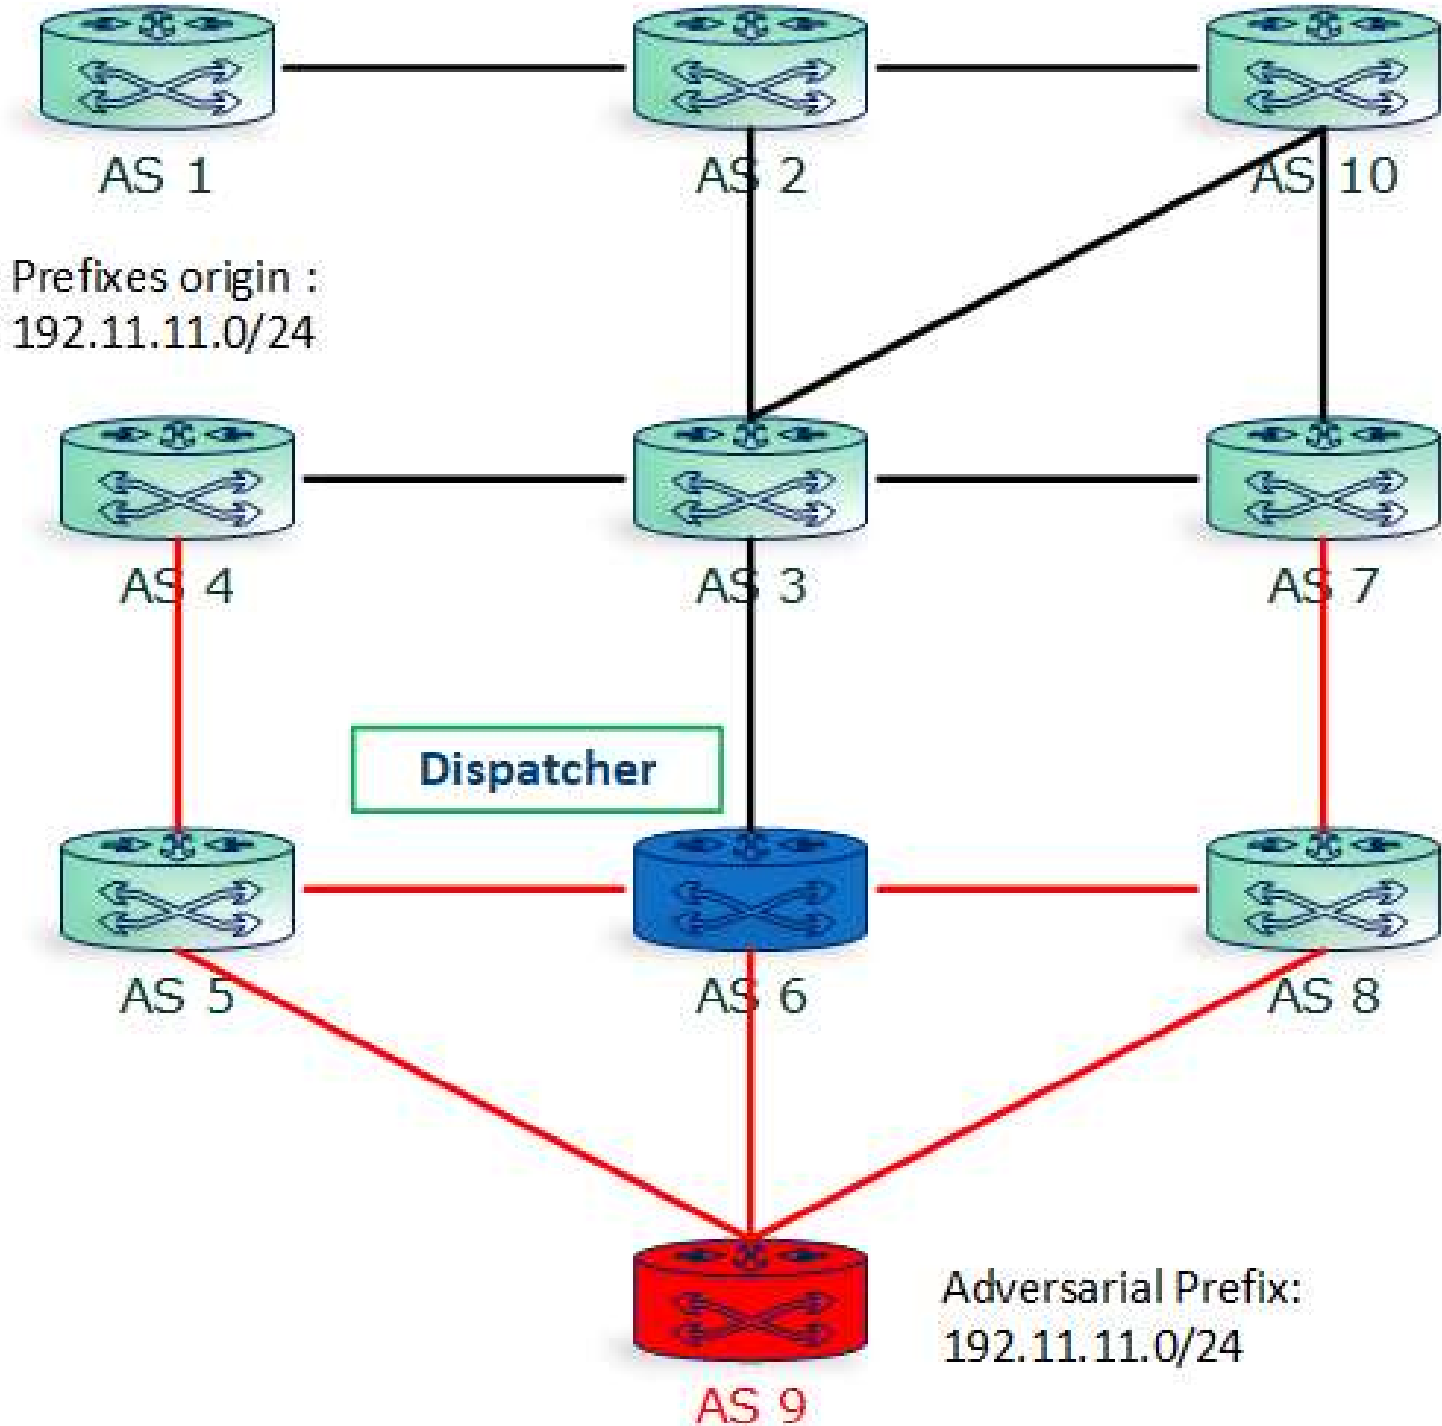 AS 1
AS 2
AS 10
Prefixes origin :
192.11.11.0/24
AS 4
AS 3
AS 7
Dispatcher
AS 5
AS 6
AS 8
Adversarial Prefix:
192.11.11.0/24
AS 9